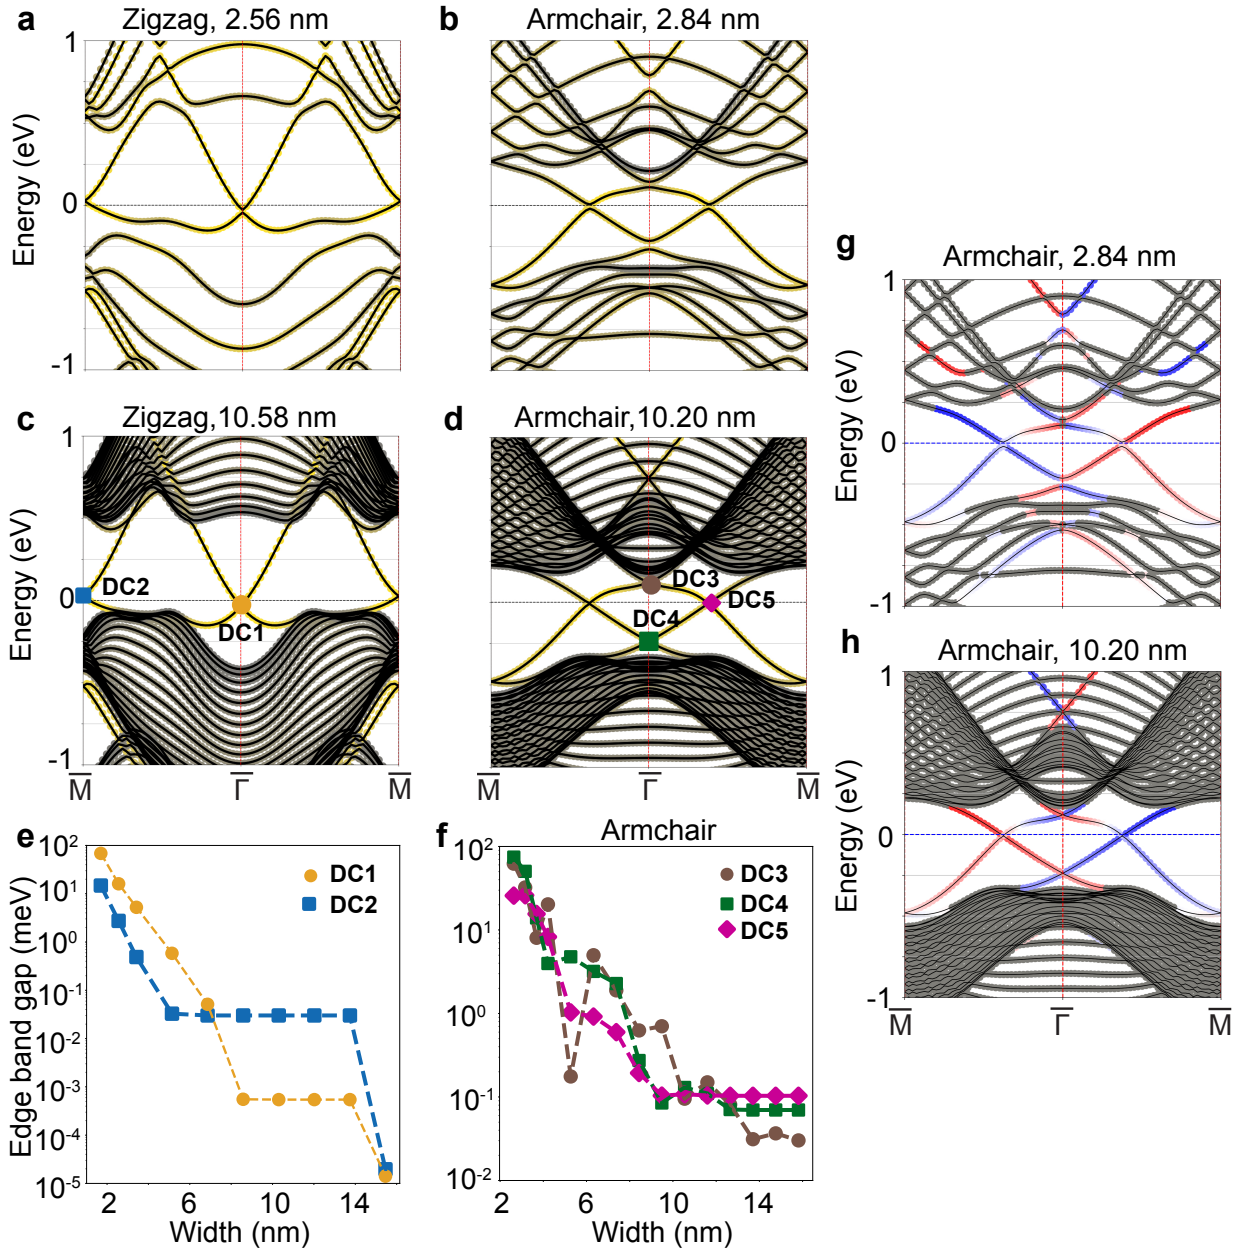 a
Zigzag, 2.56 nm
1
0
-1
Energy (eV)
b
Armchair, 2.84 nm
Energy (eV)
c
Zigzag,10.58 nm
1
0
-1
Energy (eV)
DC2
DC1
M̅
Γ̅
M̅
d
Armchair,10.20 nm
DC3
DC4
DC5
M̅
Γ̅
M̅
g
Armchair, 2.84 nm
1
0
-1
Energy (eV)
h
Armchair, 10.20 nm
1
0
-1
Energy (eV)
M̅
Γ̅
M̅
e
10²
10¹
10⁰
10⁻¹
10⁻²
10⁻³
10⁻⁴
10⁻⁵
Edge band gap (meV)
DC1
DC2
2
6
10
14
Width (nm)
f
Armchair
10²
10¹
10⁰
10⁻¹
10⁻²
DC3
DC4
DC5
2
6
10
14
Width (nm)